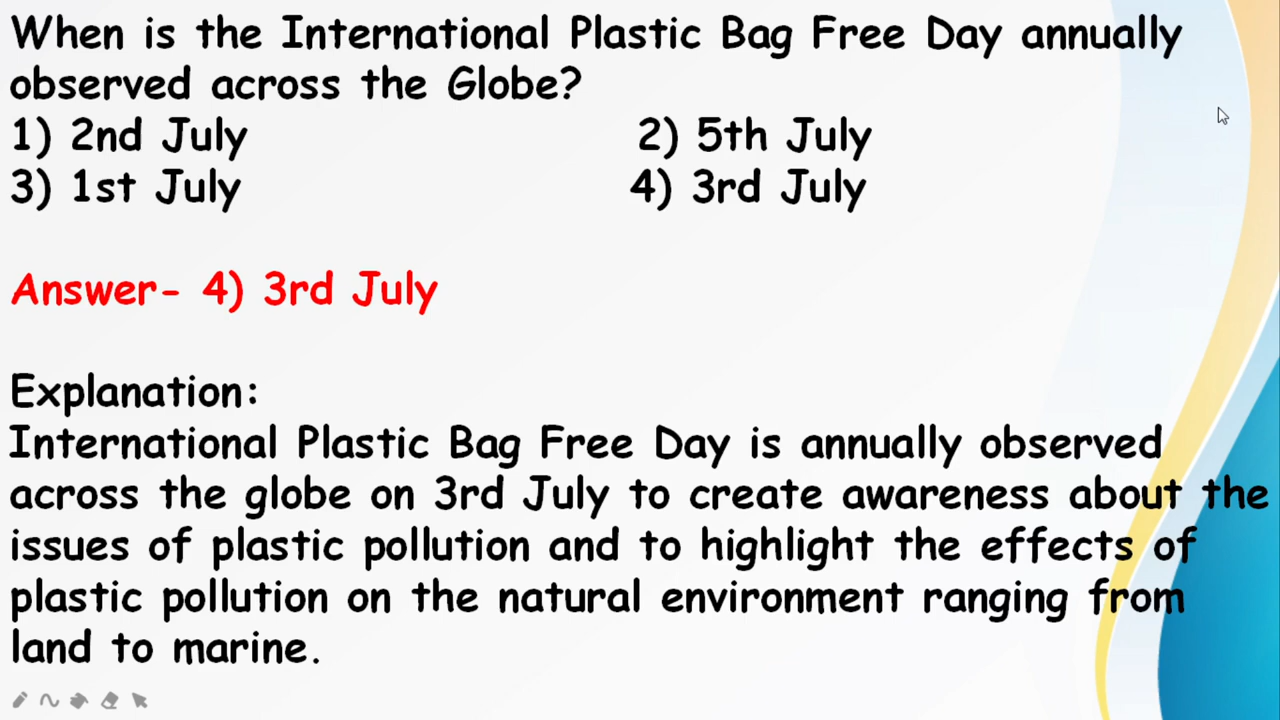 When is the International Plastic Bag Free Day annually
observed across the Globe?
1) 2nd July 2) 5th July
3) 1st July 4) 3rd July
Answer- 4) 3rd July
Explanation:
International Plastic Bag Free Day is annually observed
across the globe on 3rd July to create awareness about the
issues of plastic pollution and to highlight the effects of
plastic pollution on the natural environment ranging from
land to marine.